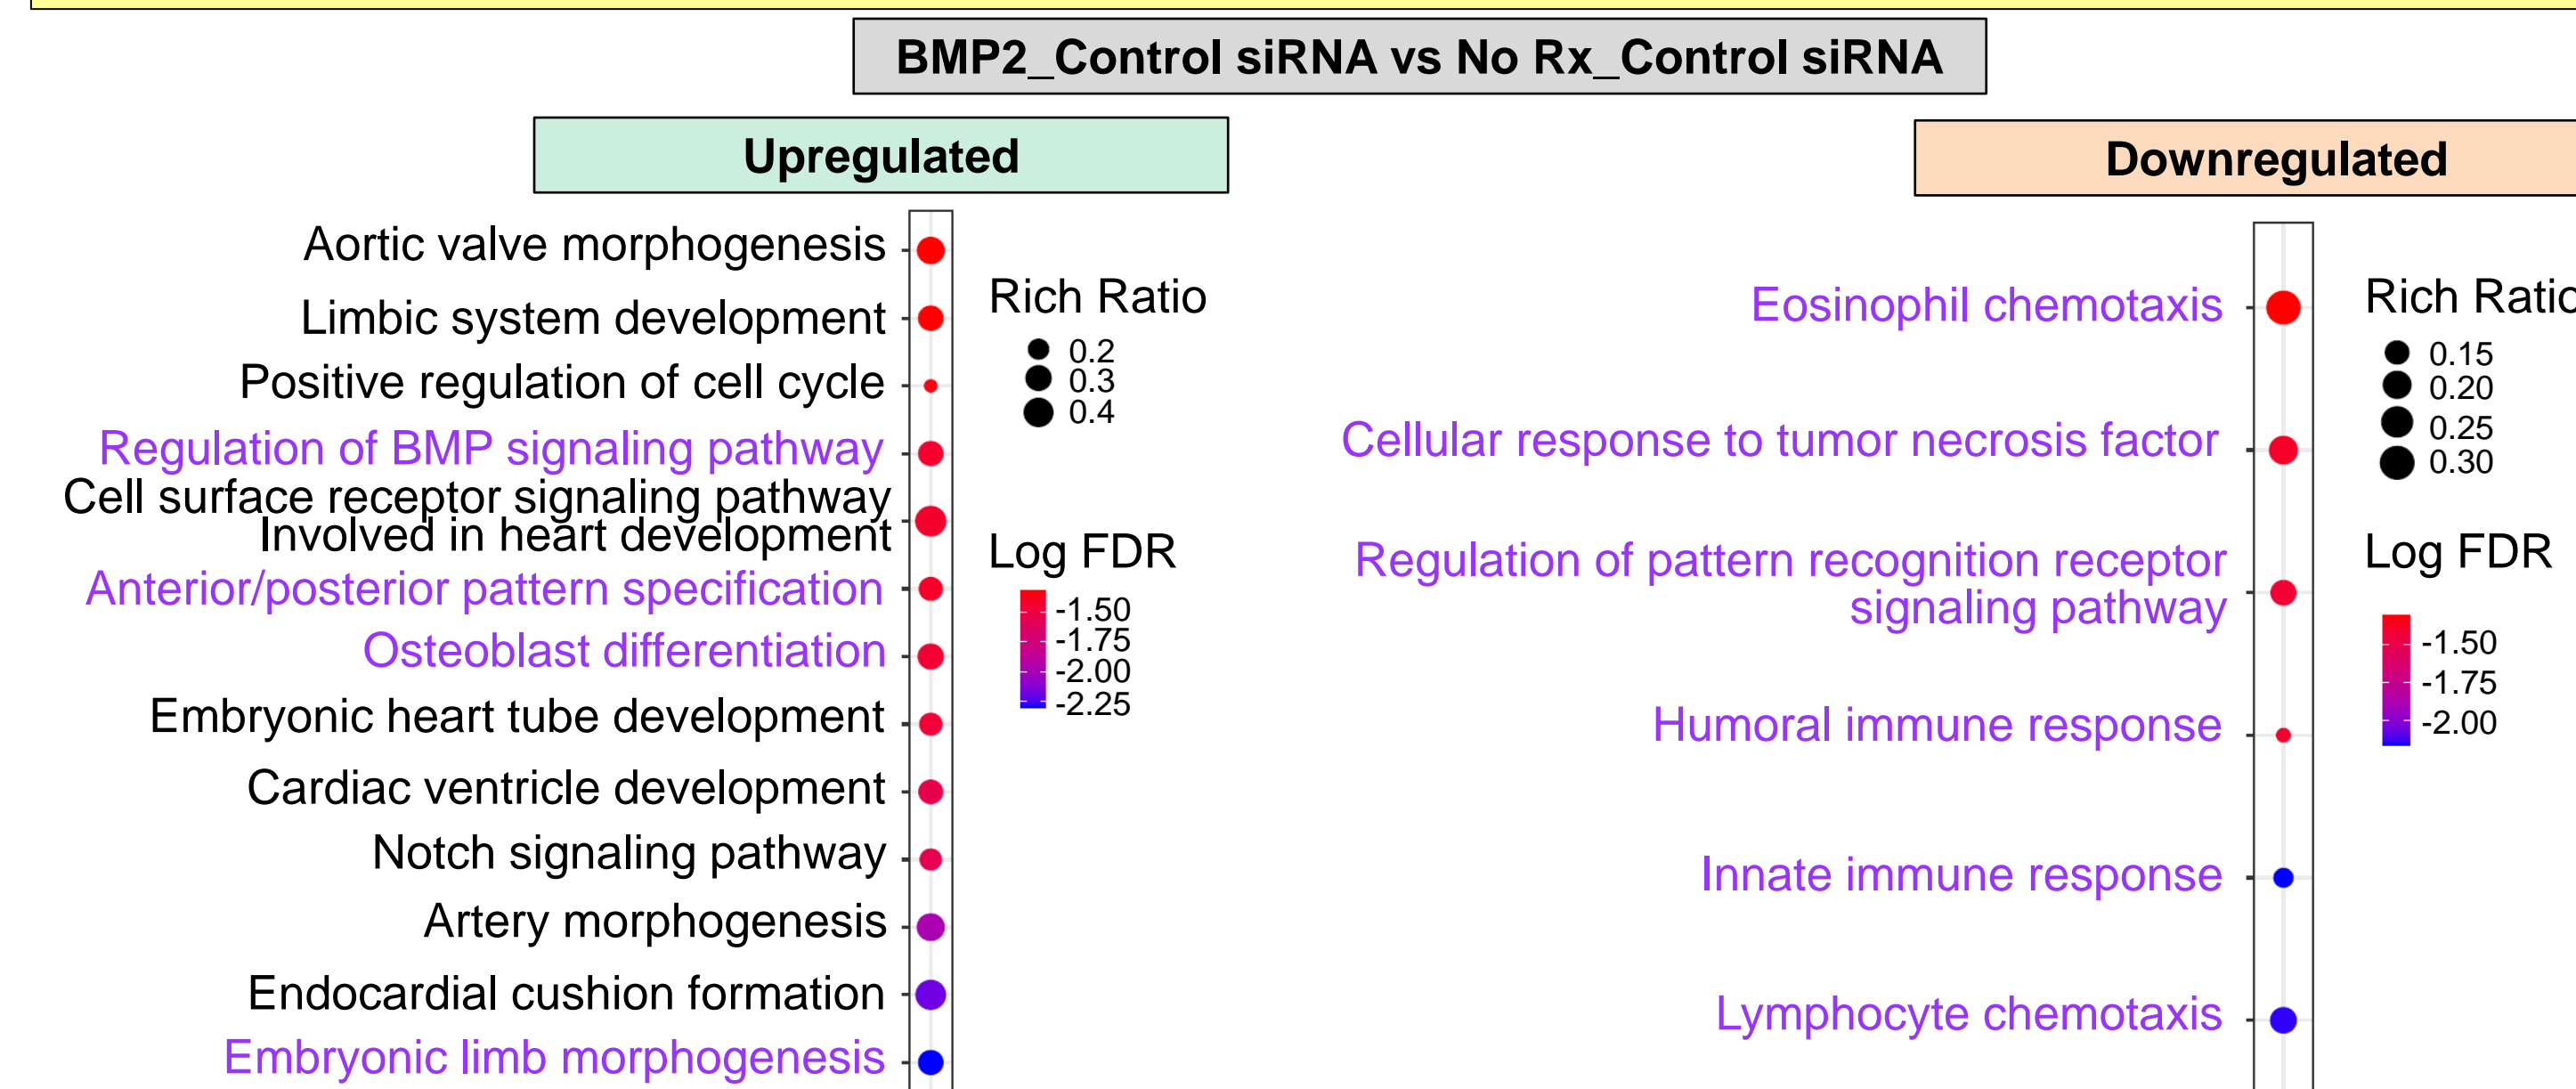 BMP2_Control siRNA vs No Rx_Control siRNA
Upregulated
Aortic valve morphogenesis
Limbic system development
Positive regulation of cell cycle
Regulation of BMP signaling pathway
Cell surface receptor signaling pathway
Involved in heart development
Anterior/posterior pattern specification
Osteoblast differentiation
Embryonic heart tube development
Cardiac ventricle development
Notch signaling pathway
Artery morphogenesis
Endocardial cushion formation
Embryonic limb morphogenesis
Rich Ratio
0.2
0.3
0.4
Log FDR
-1.50
-1.75
-2.00
-2.25
Downregulated
Eosinophil chemotaxis
Cellular response to tumor necrosis factor
Regulation of pattern recognition receptor
signaling pathway
Humoral immune response
Innate immune response
Lymphocyte chemotaxis
Rich Ratio
0.15
0.20
0.25
0.30
Log FDR
-1.50
-1.75
-2.00